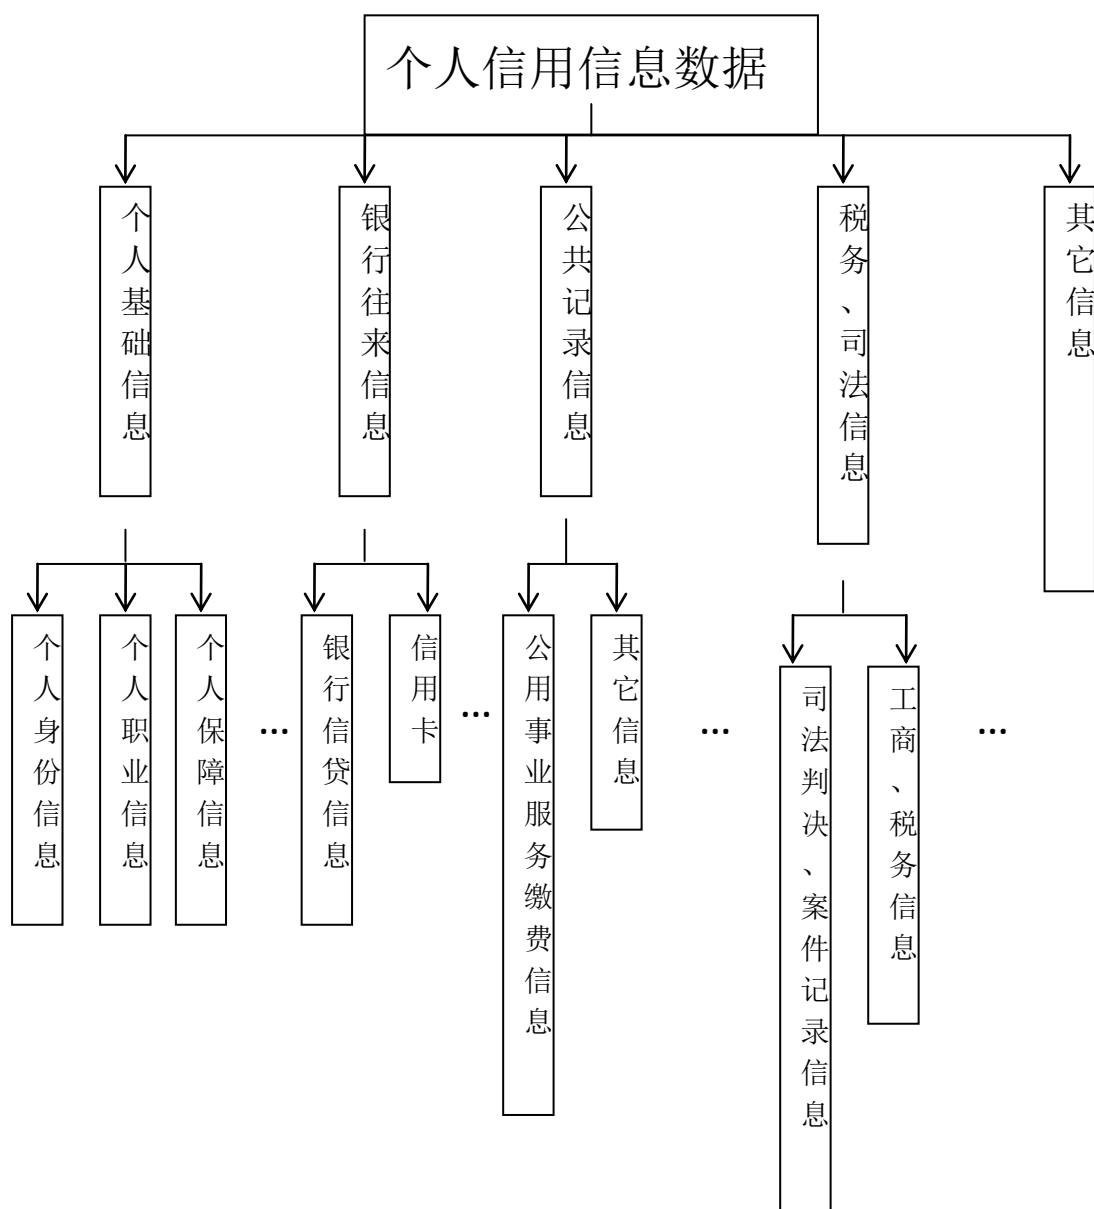 个人信用信息数据
个人基础信息
银行往来信息
公共记录信息
税务、司法信息
其它信息
个人身份信息
个人职业信息
个人保障信息
…
银行信贷信息
信用卡
…
公用事业服务缴费信息
其它信息
…
司法判决、案件记录信息
工商、税务信息
…